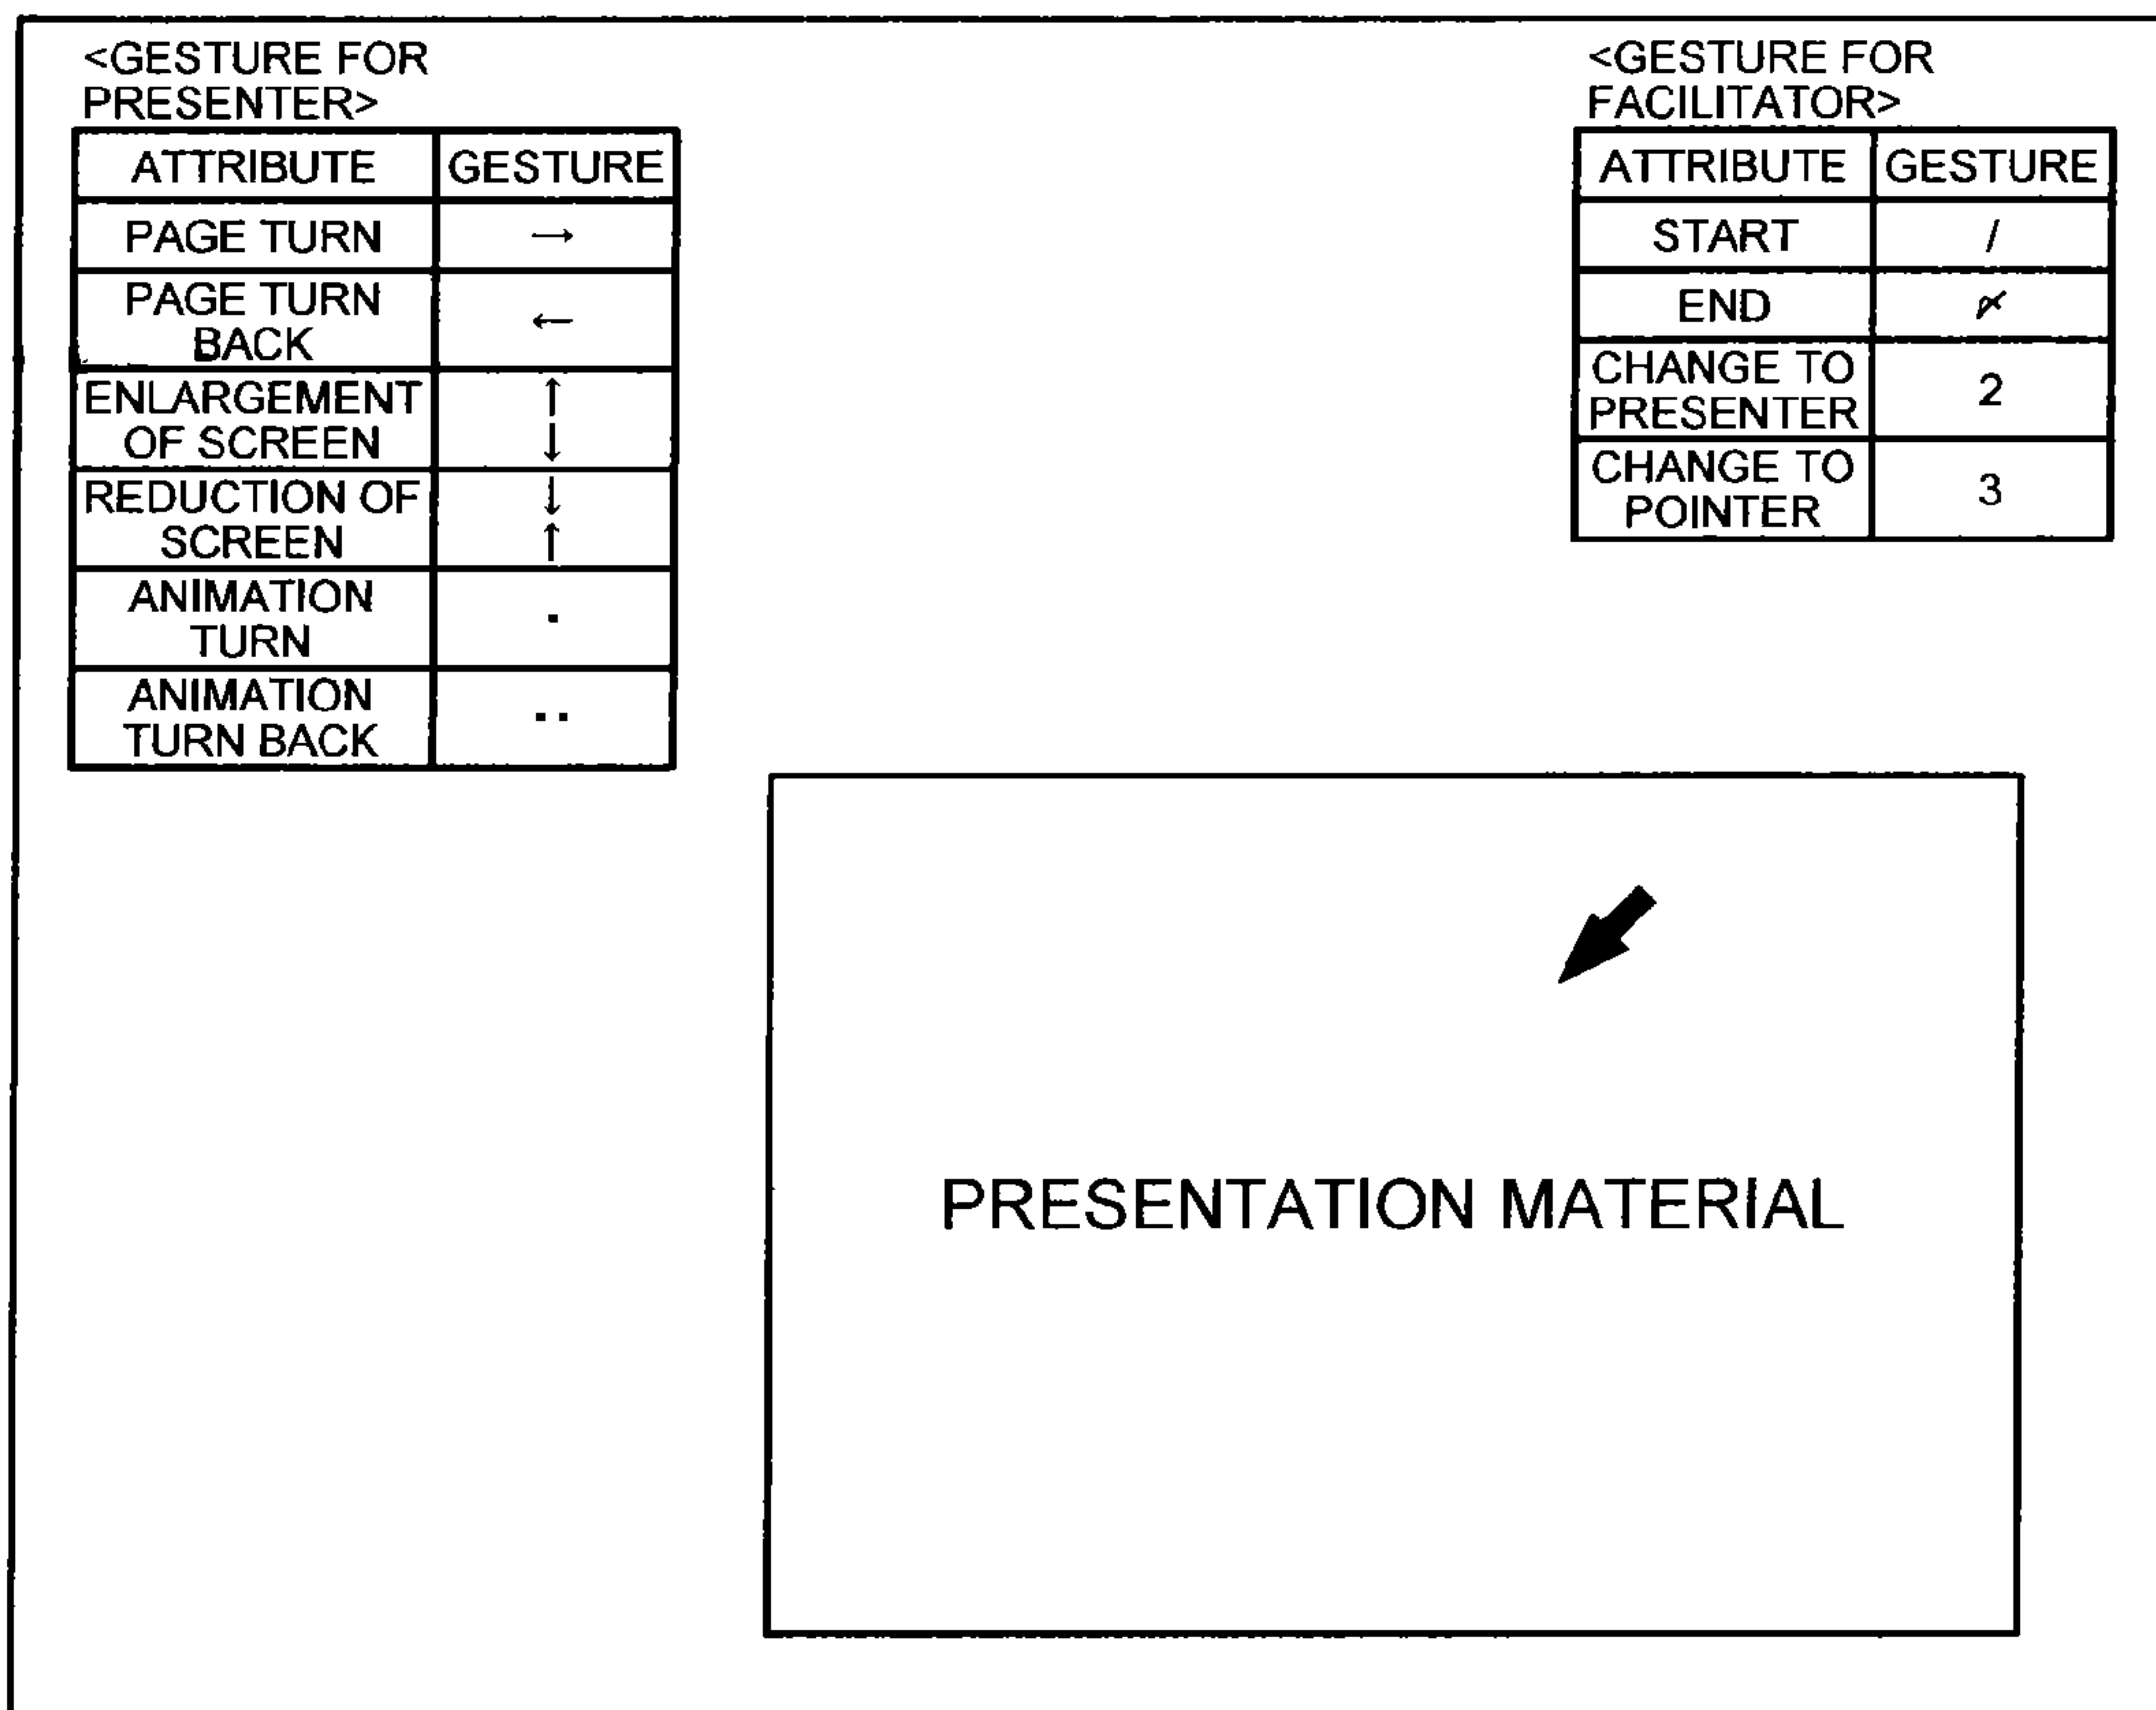 <GESTURE FOR
PRESENTER>
ATTRIBUTE GESTURE
PAGE TURN →
PAGE TURN
BACK ←
ENLARGEMENT ↑
OF SCREEN ↓
REDUCTION OF ↓
SCREEN ↑
ANIMATION
TURN ·
ANIMATION
TURN BACK ··
<GESTURE FOR
FACILITATOR>
ATTRIBUTE GESTURE
START /
END
CHANGE TO
PRESENTER 2
CHANGE TO
POINTER 3
PRESENTATION MATERIAL